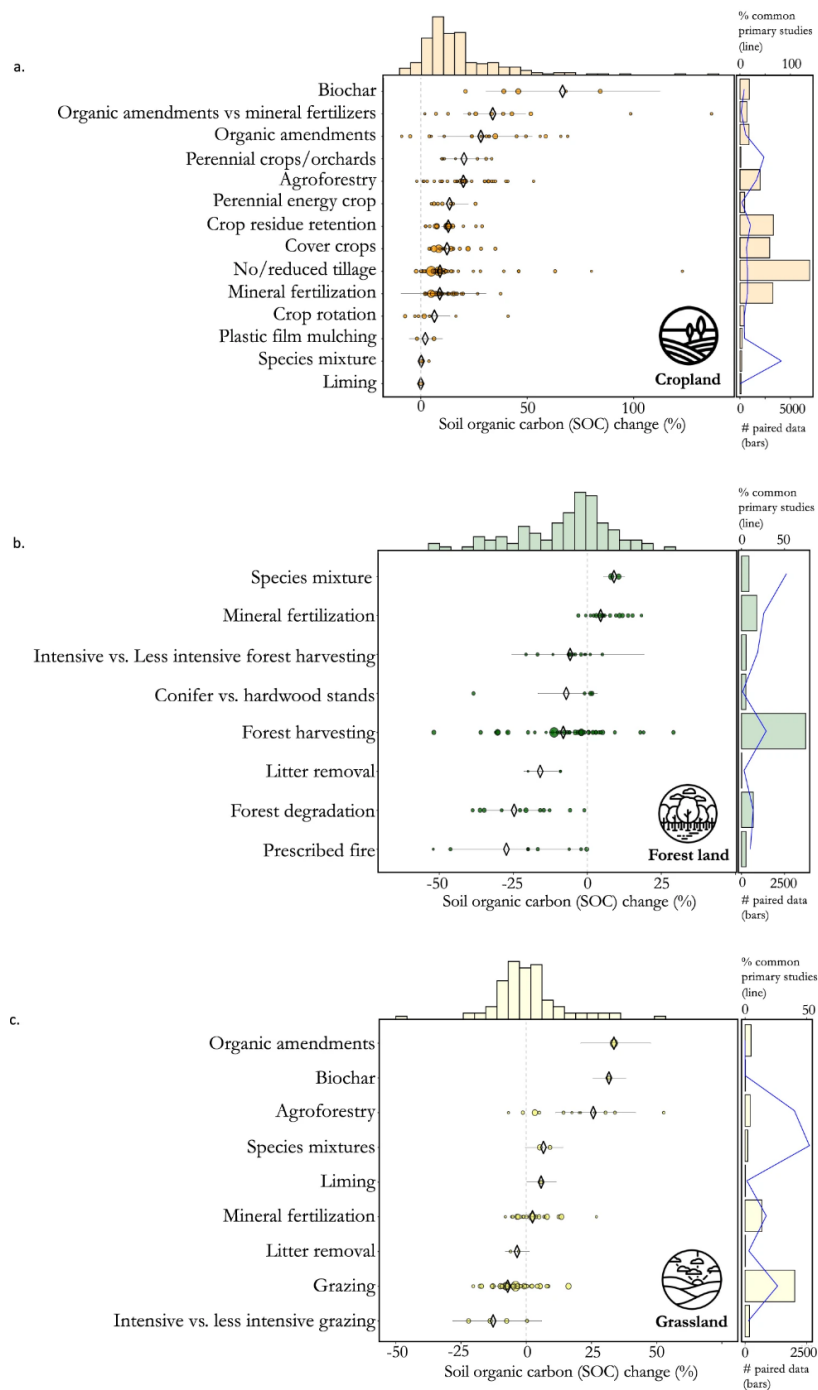 % common
primary studies
(line)
a.
0 100
Biochar
Organic amendments vs mineral fertilizers
Organic amendments
Perennial crops/orchards
Agroforestry
Perennial energy crop
Crop residue retention
Cover crops
No/reduced tillage
Mineral fertilization
Crop rotation
Plastic film mulching
Species mixture
Liming
Cropland
0 50 100
Soil organic carbon (SOC) change (%)
0 5000
# paired data
(bars)
% common
primary studies
(line)
b.
0 50
Species mixture
Mineral fertilization
Intensive vs. Less intensive forest harvesting
Conifer vs. hardwood stands
Forest harvesting
Litter removal
Forest degradation
Prescribed fire
Forest land
-50 -25 0 25
Soil organic carbon (SOC) change (%)
0 2500
# paired data
(bars)
% common
primary studies
(line)
c.
0 50
Organic amendments
Biochar
Agroforestry
Species mixtures
Liming
Mineral fertilization
Litter removal
Grazing
Intensive vs. less intensive grazing
Grassland
-50 -25 0 25 50
Soil organic carbon (SOC) change (%)
0 2500
# paired data
(bars)